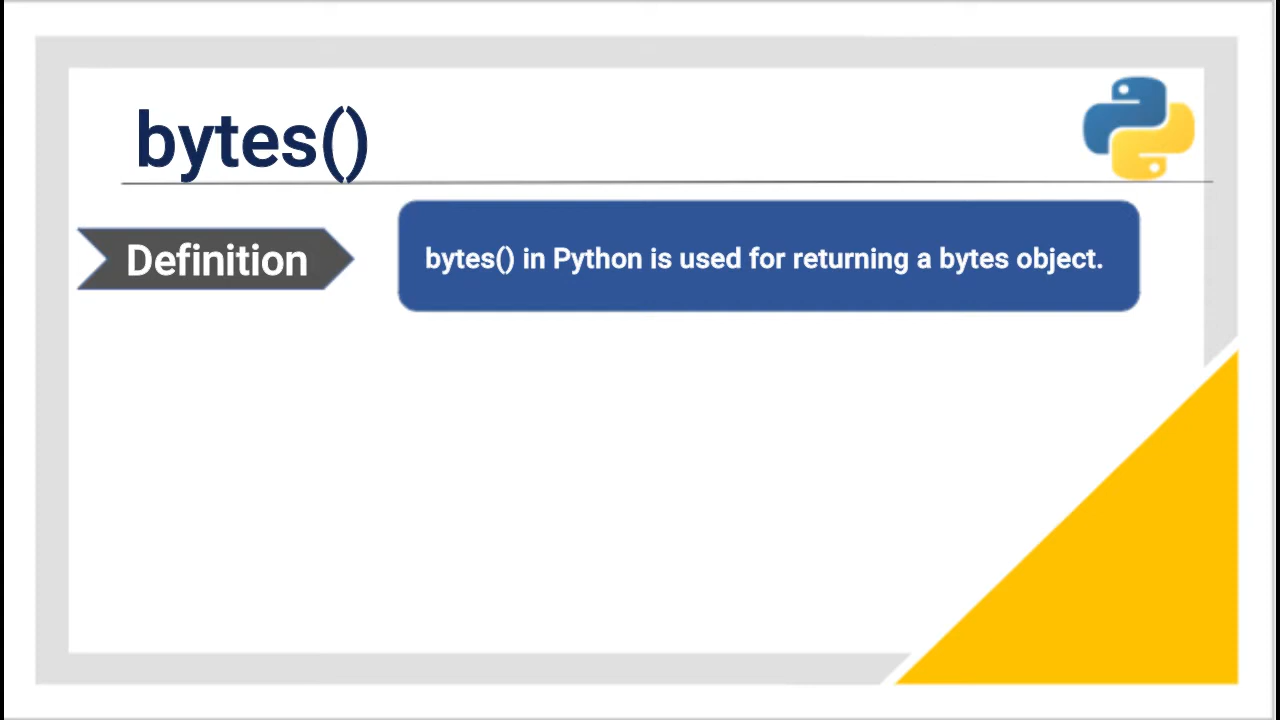 bytes()
Definition
bytes() in Python is used for returning a bytes object.